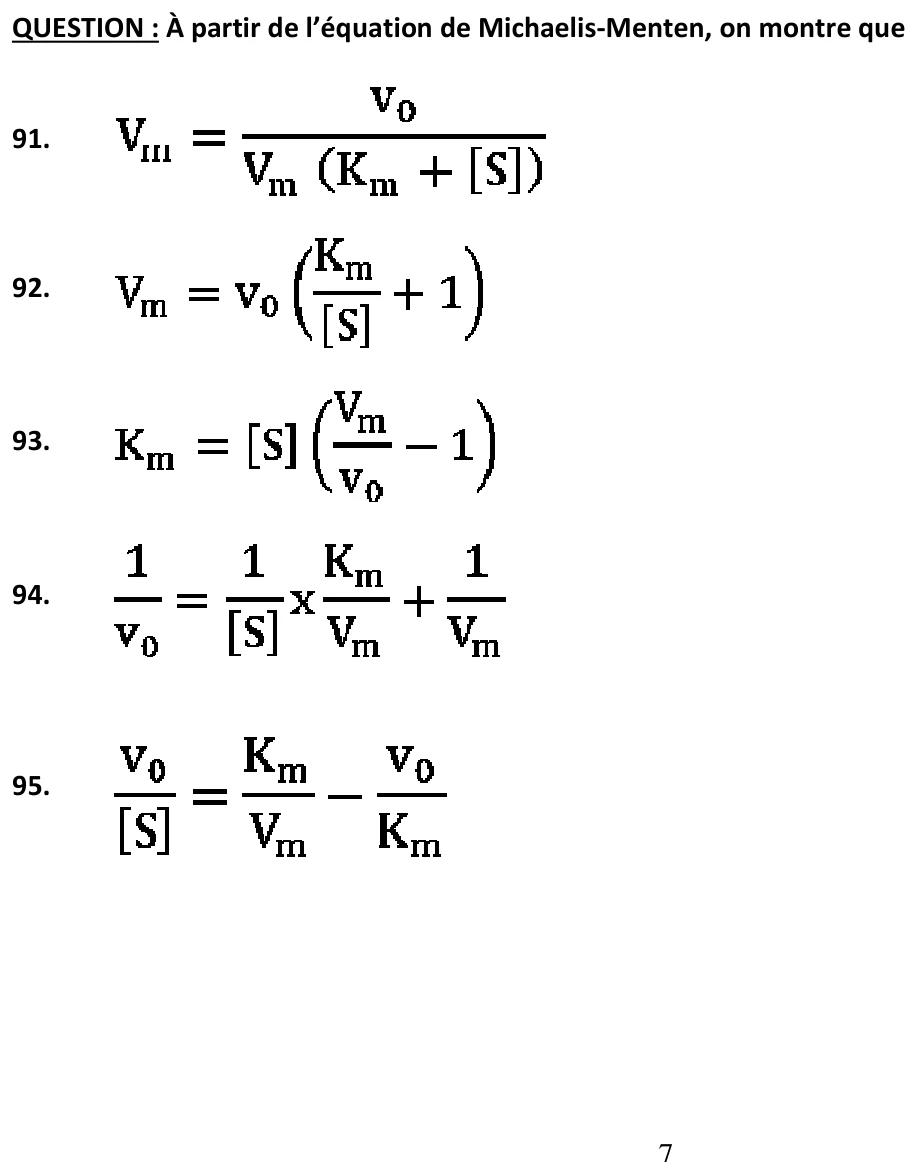 QUESTION : À partir de l’équation de Michaelis-Menten, on montre que
91. Vₘ = v₀ / (Vₘ (Kₘ + [S]))
92. Vₘ = v₀ (Kₘ/[S] + 1)
93. Kₘ = [S] (Vₘ/v₀ − 1)
94. 1/v₀ = 1/[S] x Kₘ/Vₘ + 1/Vₘ
95. v₀/[S] = Kₘ/Vₘ − v₀/Kₘ
7